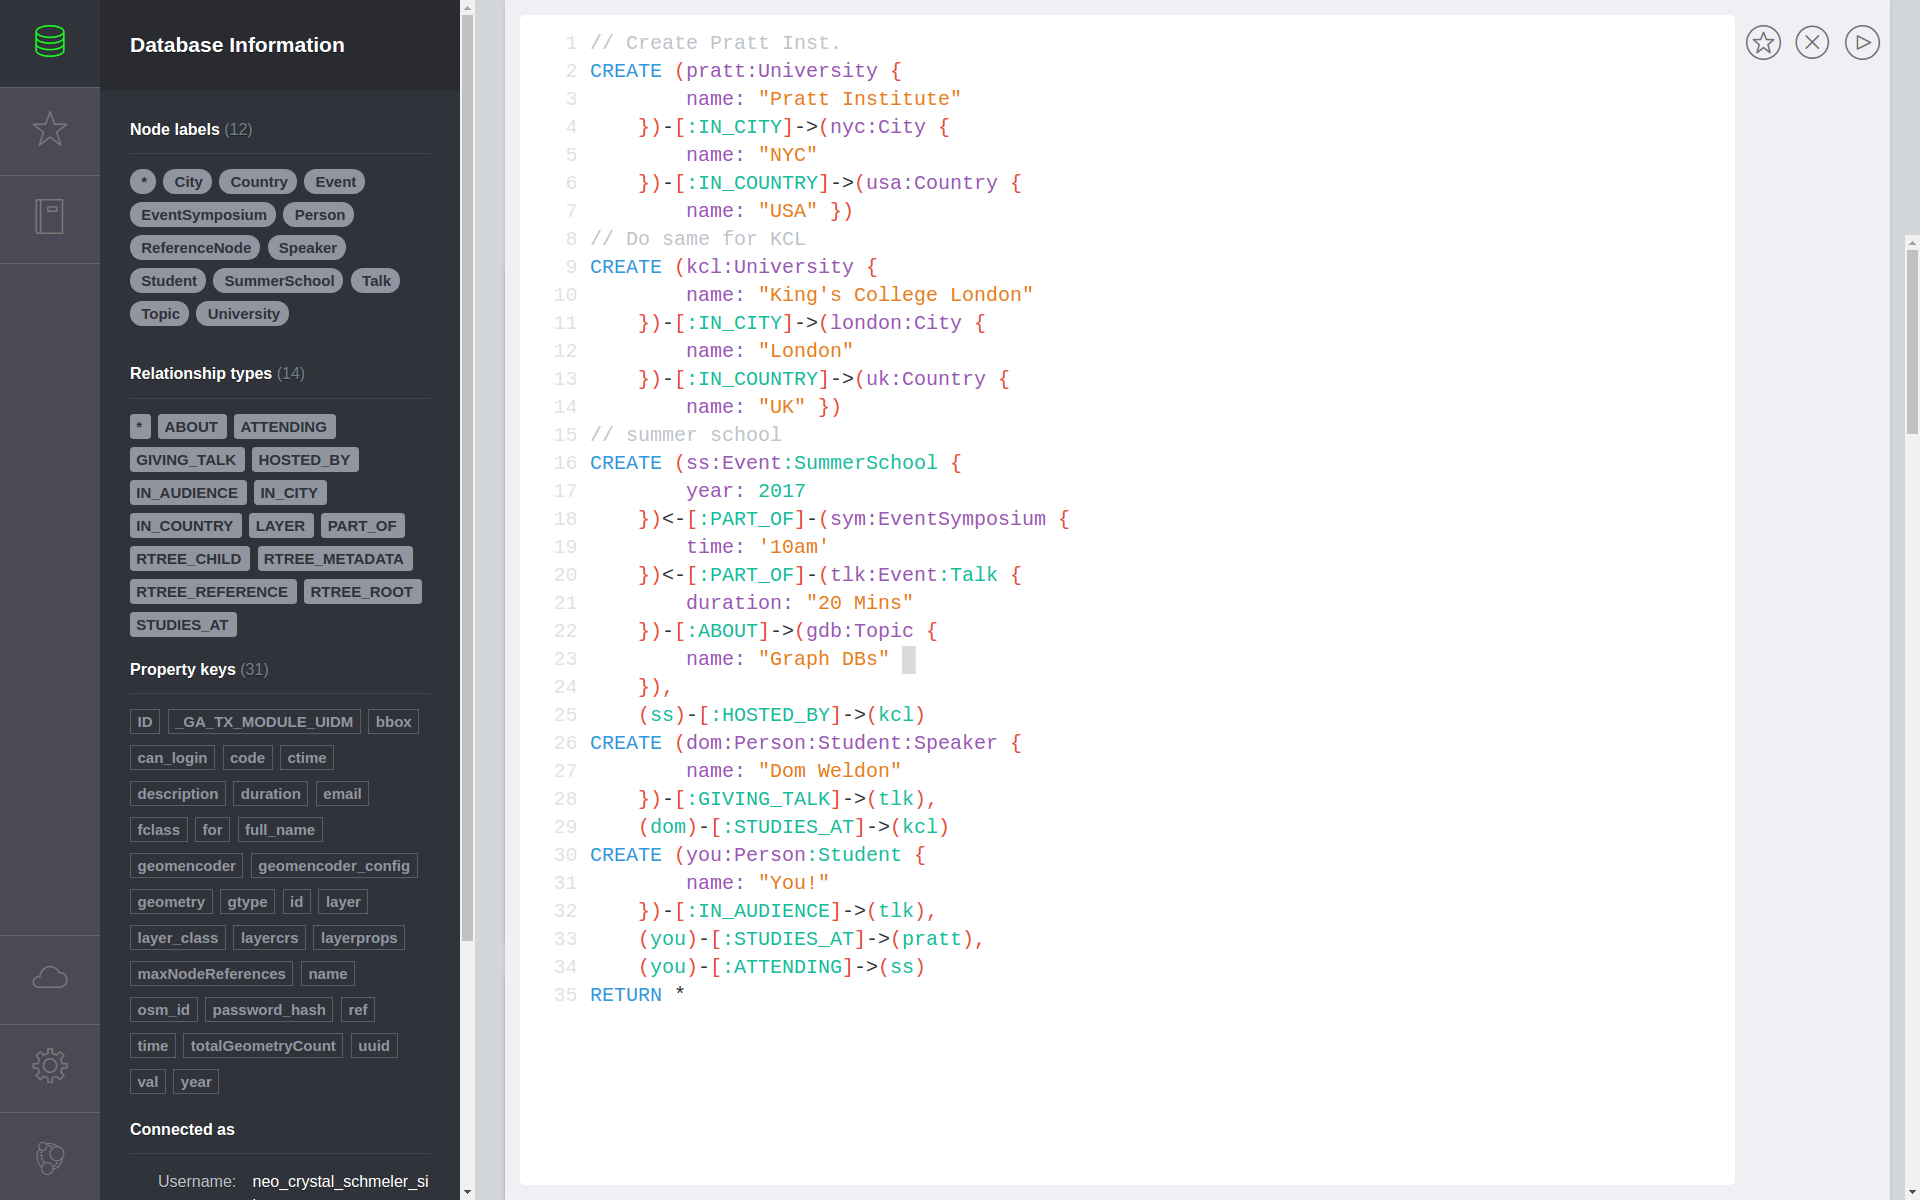 Database Information
Node labels (12)
* City Country Event
EventSymposium Person
ReferenceNode Speaker
Student SummerSchool Talk
Topic University
Relationship types (14)
* ABOUT ATTENDING
GIVING_TALK HOSTED_BY
IN_AUDIENCE IN_CITY
IN_COUNTRY LAYER PART_OF
RTREE_CHILD RTREE_METADATA
RTREE_REFERENCE RTREE_ROOT
STUDIES_AT
Property keys (31)
ID _GA_TX_MODULE_UIDM bbox
can_login code ctime
description duration email
fclass for full_name
geomencoder geomencoder_config
geometry gtype id layer
layer_class layercrs layerprops
maxNodeReferences name
osm_id password_hash ref
time totalGeometryCount uuid
val year
Connected as
Username: neo_crystal_schmeler_si
1 // Create Pratt Inst.
2 CREATE (pratt:University {
3         name: "Pratt Institute"
4     })-[:IN_CITY]->(nyc:City {
5         name: "NYC"
6     })-[:IN_COUNTRY]->(usa:Country {
7         name: "USA" })
8 // Do same for KCL
9 CREATE (kcl:University {
10         name: "King's College London"
11     })-[:IN_CITY]->(london:City {
12         name: "London"
13     })-[:IN_COUNTRY]->(uk:Country {
14         name: "UK" })
15 // summer school
16 CREATE (ss:Event:SummerSchool {
17         year: 2017
18     })<-[:PART_OF]-(sym:EventSymposium {
19         time: '10am'
20     })<-[:PART_OF]-(tlk:Event:Talk {
21         duration: "20 Mins"
22     })-[:ABOUT]->(gdb:Topic {
23         name: "Graph DBs"
24     }),
25     (ss)-[:HOSTED_BY]->(kcl)
26 CREATE (dom:Person:Student:Speaker {
27         name: "Dom Weldon"
28     })-[:GIVING_TALK]->(tlk),
29     (dom)-[:STUDIES_AT]->(kcl)
30 CREATE (you:Person:Student {
31         name: "You!"
32     })-[:IN_AUDIENCE]->(tlk),
33     (you)-[:STUDIES_AT]->(pratt),
34     (you)-[:ATTENDING]->(ss)
35 RETURN *